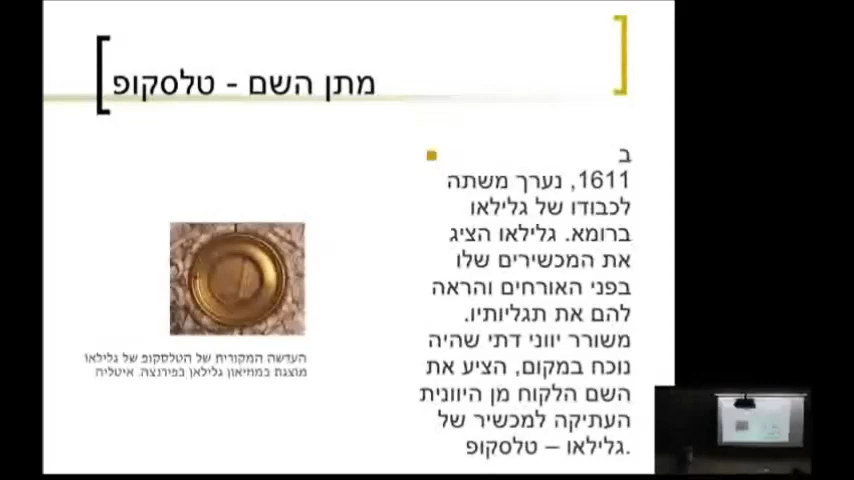 מתן השם - טלסקופ
ב
1611, נערך משתה
לכבודו של גלילאו
ברומא. גלילאו הציג
את המכשירים שלו
בפני האורחים והראה
להם את תגליותיו.
משורר יווני דתי שהיה
נוכח במקום, הציע את
השם הלקוח מן היוונית
העתיקה למכשיר של
גלילאו – טלסקופ.
העדשה המקורית של הטלסקופ של גלילאו
מוצגת במוזיאון גלילאו בפירנצה, איטליה